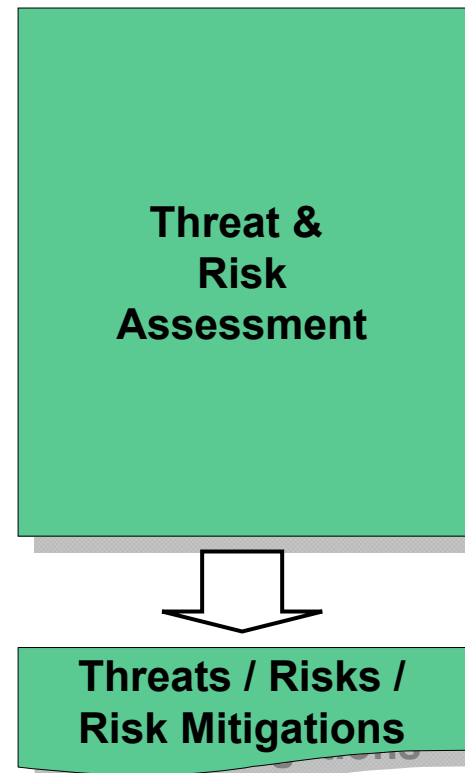 Threat &
Risk
Assessment
Threats / Risks /
Risk Mitigations